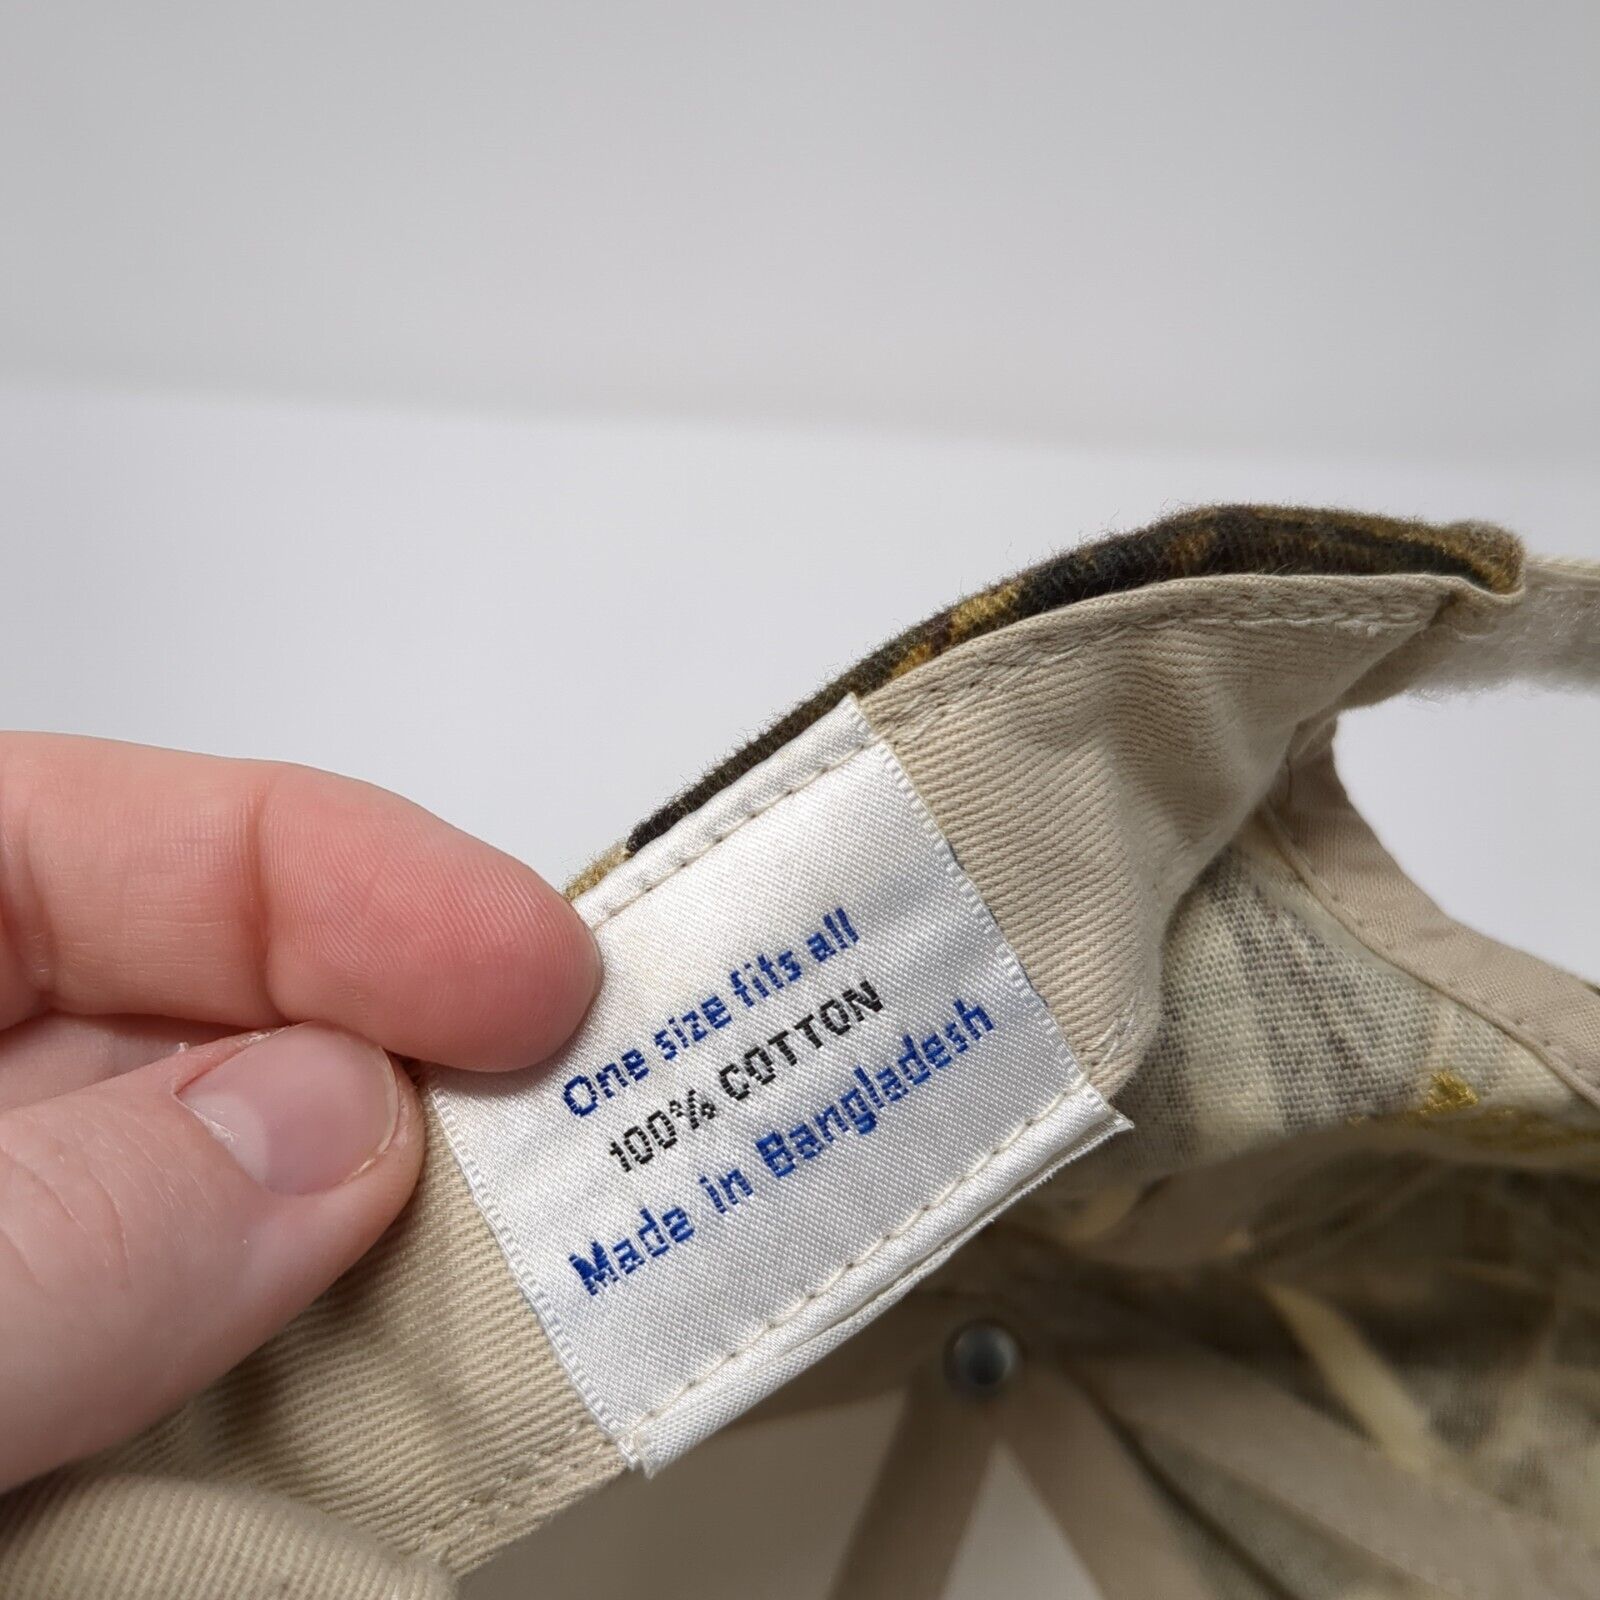 One size fits all
100% COTTON
Made in Bangladesh